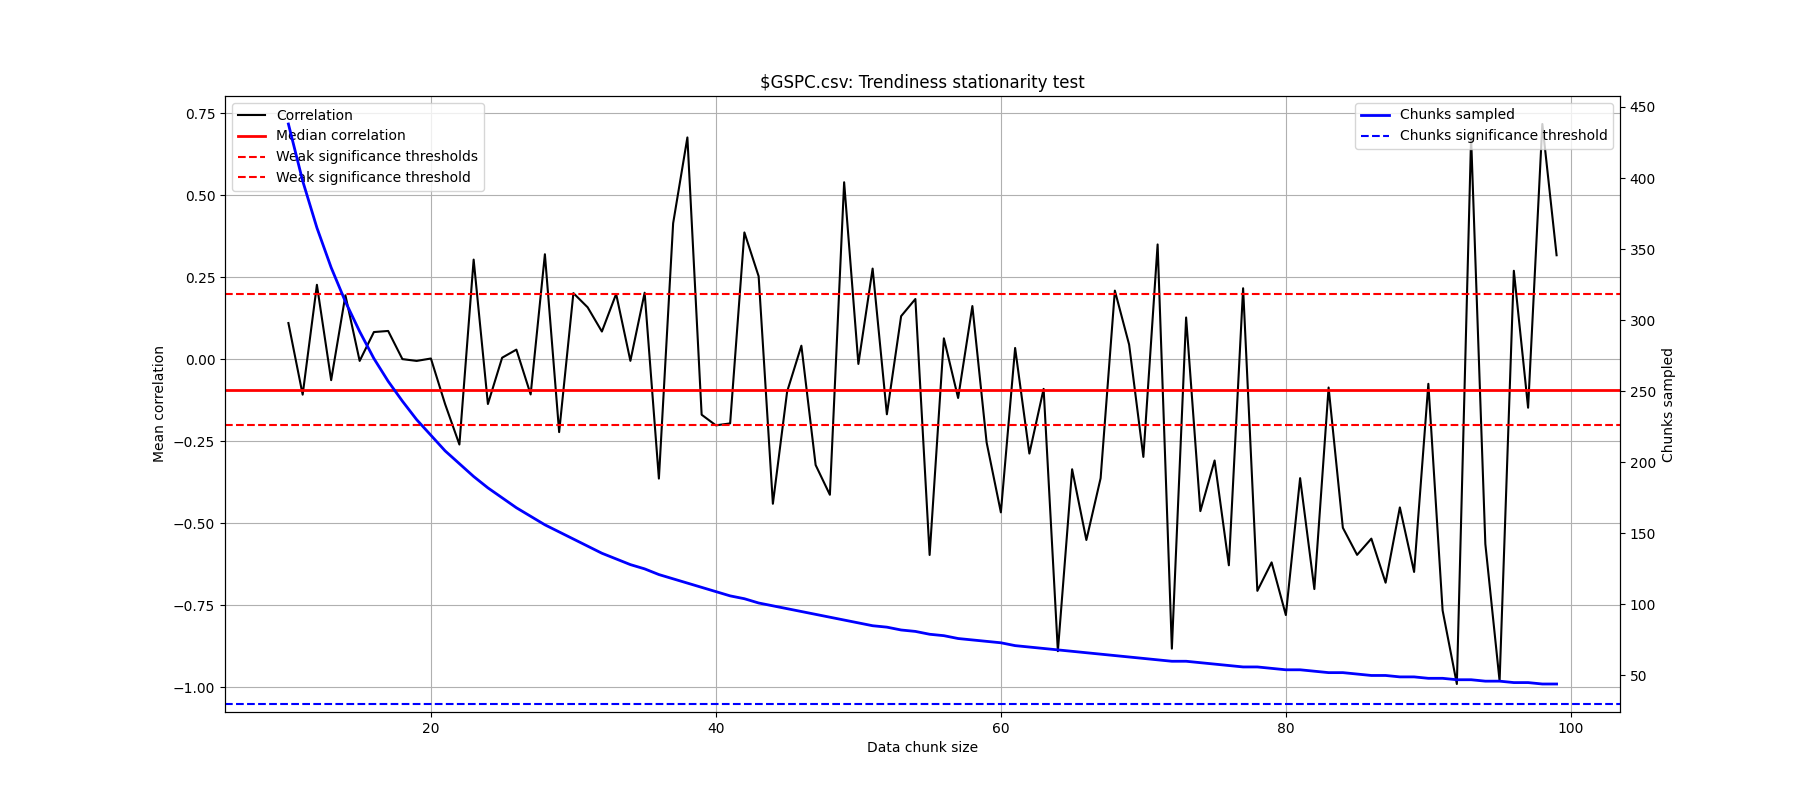 $GSPC.csv: Trendiness stationarity test
Correlation
Median correlation
Weak significance thresholds
Weak significance threshold
Chunks sampled
Chunks significance threshold
0.75
0.50
0.25
0.00
−0.25
−0.50
−0.75
−1.00
Mean correlation
450
400
350
300
250
200
150
100
50
Chunks sampled
20
40
60
80
100
Data chunk size